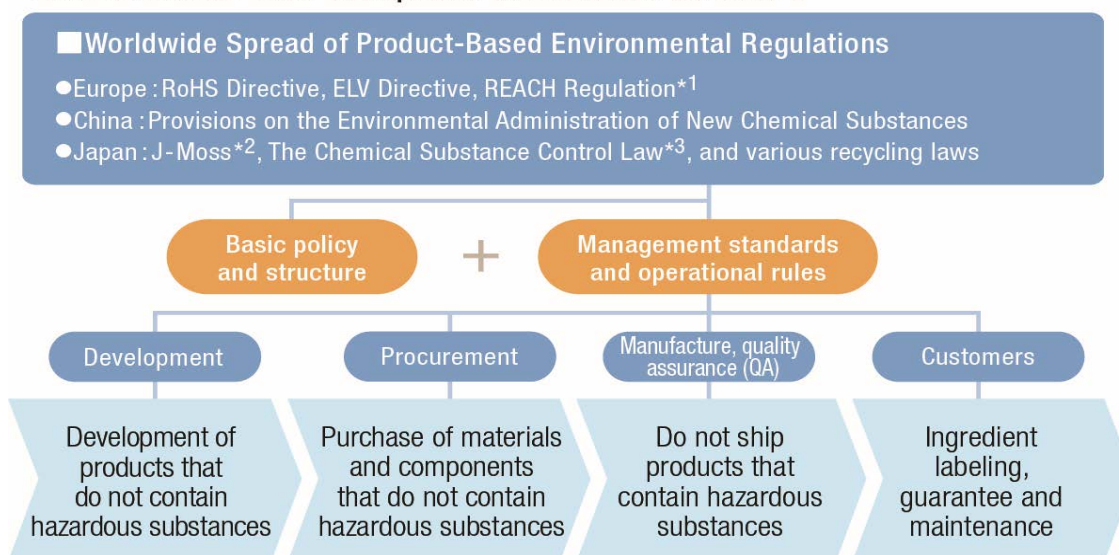 ■Worldwide Spread of Product-Based Environmental Regulations
●Europe : RoHS Directive, ELV Directive, REACH Regulation*1
●China : Provisions on the Environmental Administration of New Chemical Substances
●Japan : J-Moss*2, The Chemical Substance Control Law*3, and various recycling laws
Basic policy
and structure
+
Management standards
and operational rules
Development
Procurement
Manufacture, quality
assurance (QA)
Customers
Development of
products that
do not contain
hazardous substances
Purchase of materials
and components
that do not contain
hazardous substances
Do not ship
products that
contain hazardous
substances
Ingredient
labeling,
guarantee and
maintenance